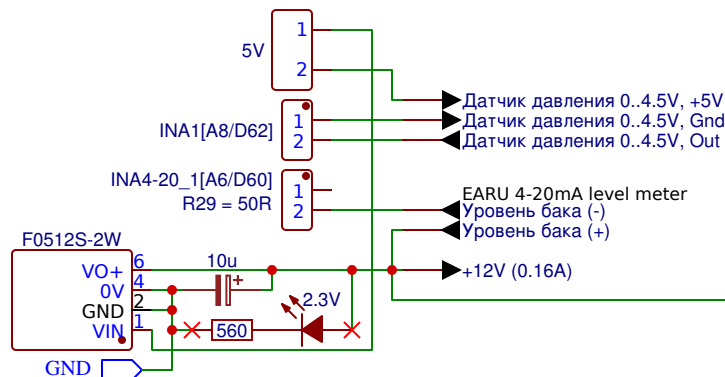 1
5V
2
Датчик давления 0..4.5V, +5V
1
Датчик давления 0..4.5V, Gnd
INA1[A8/D62]
2
Датчик давления 0..4.5V, Out
INA4-20_1[A6/D60]
1
EARU 4-20mA level meter
R29 = 50R
2
Уровень бака (-)
Уровень бака (+)
F0512S-2W
10u
VO+
6
+12V (0.16A)
0V
4
+
GND
2
2.3V
VIN
1
560
GND